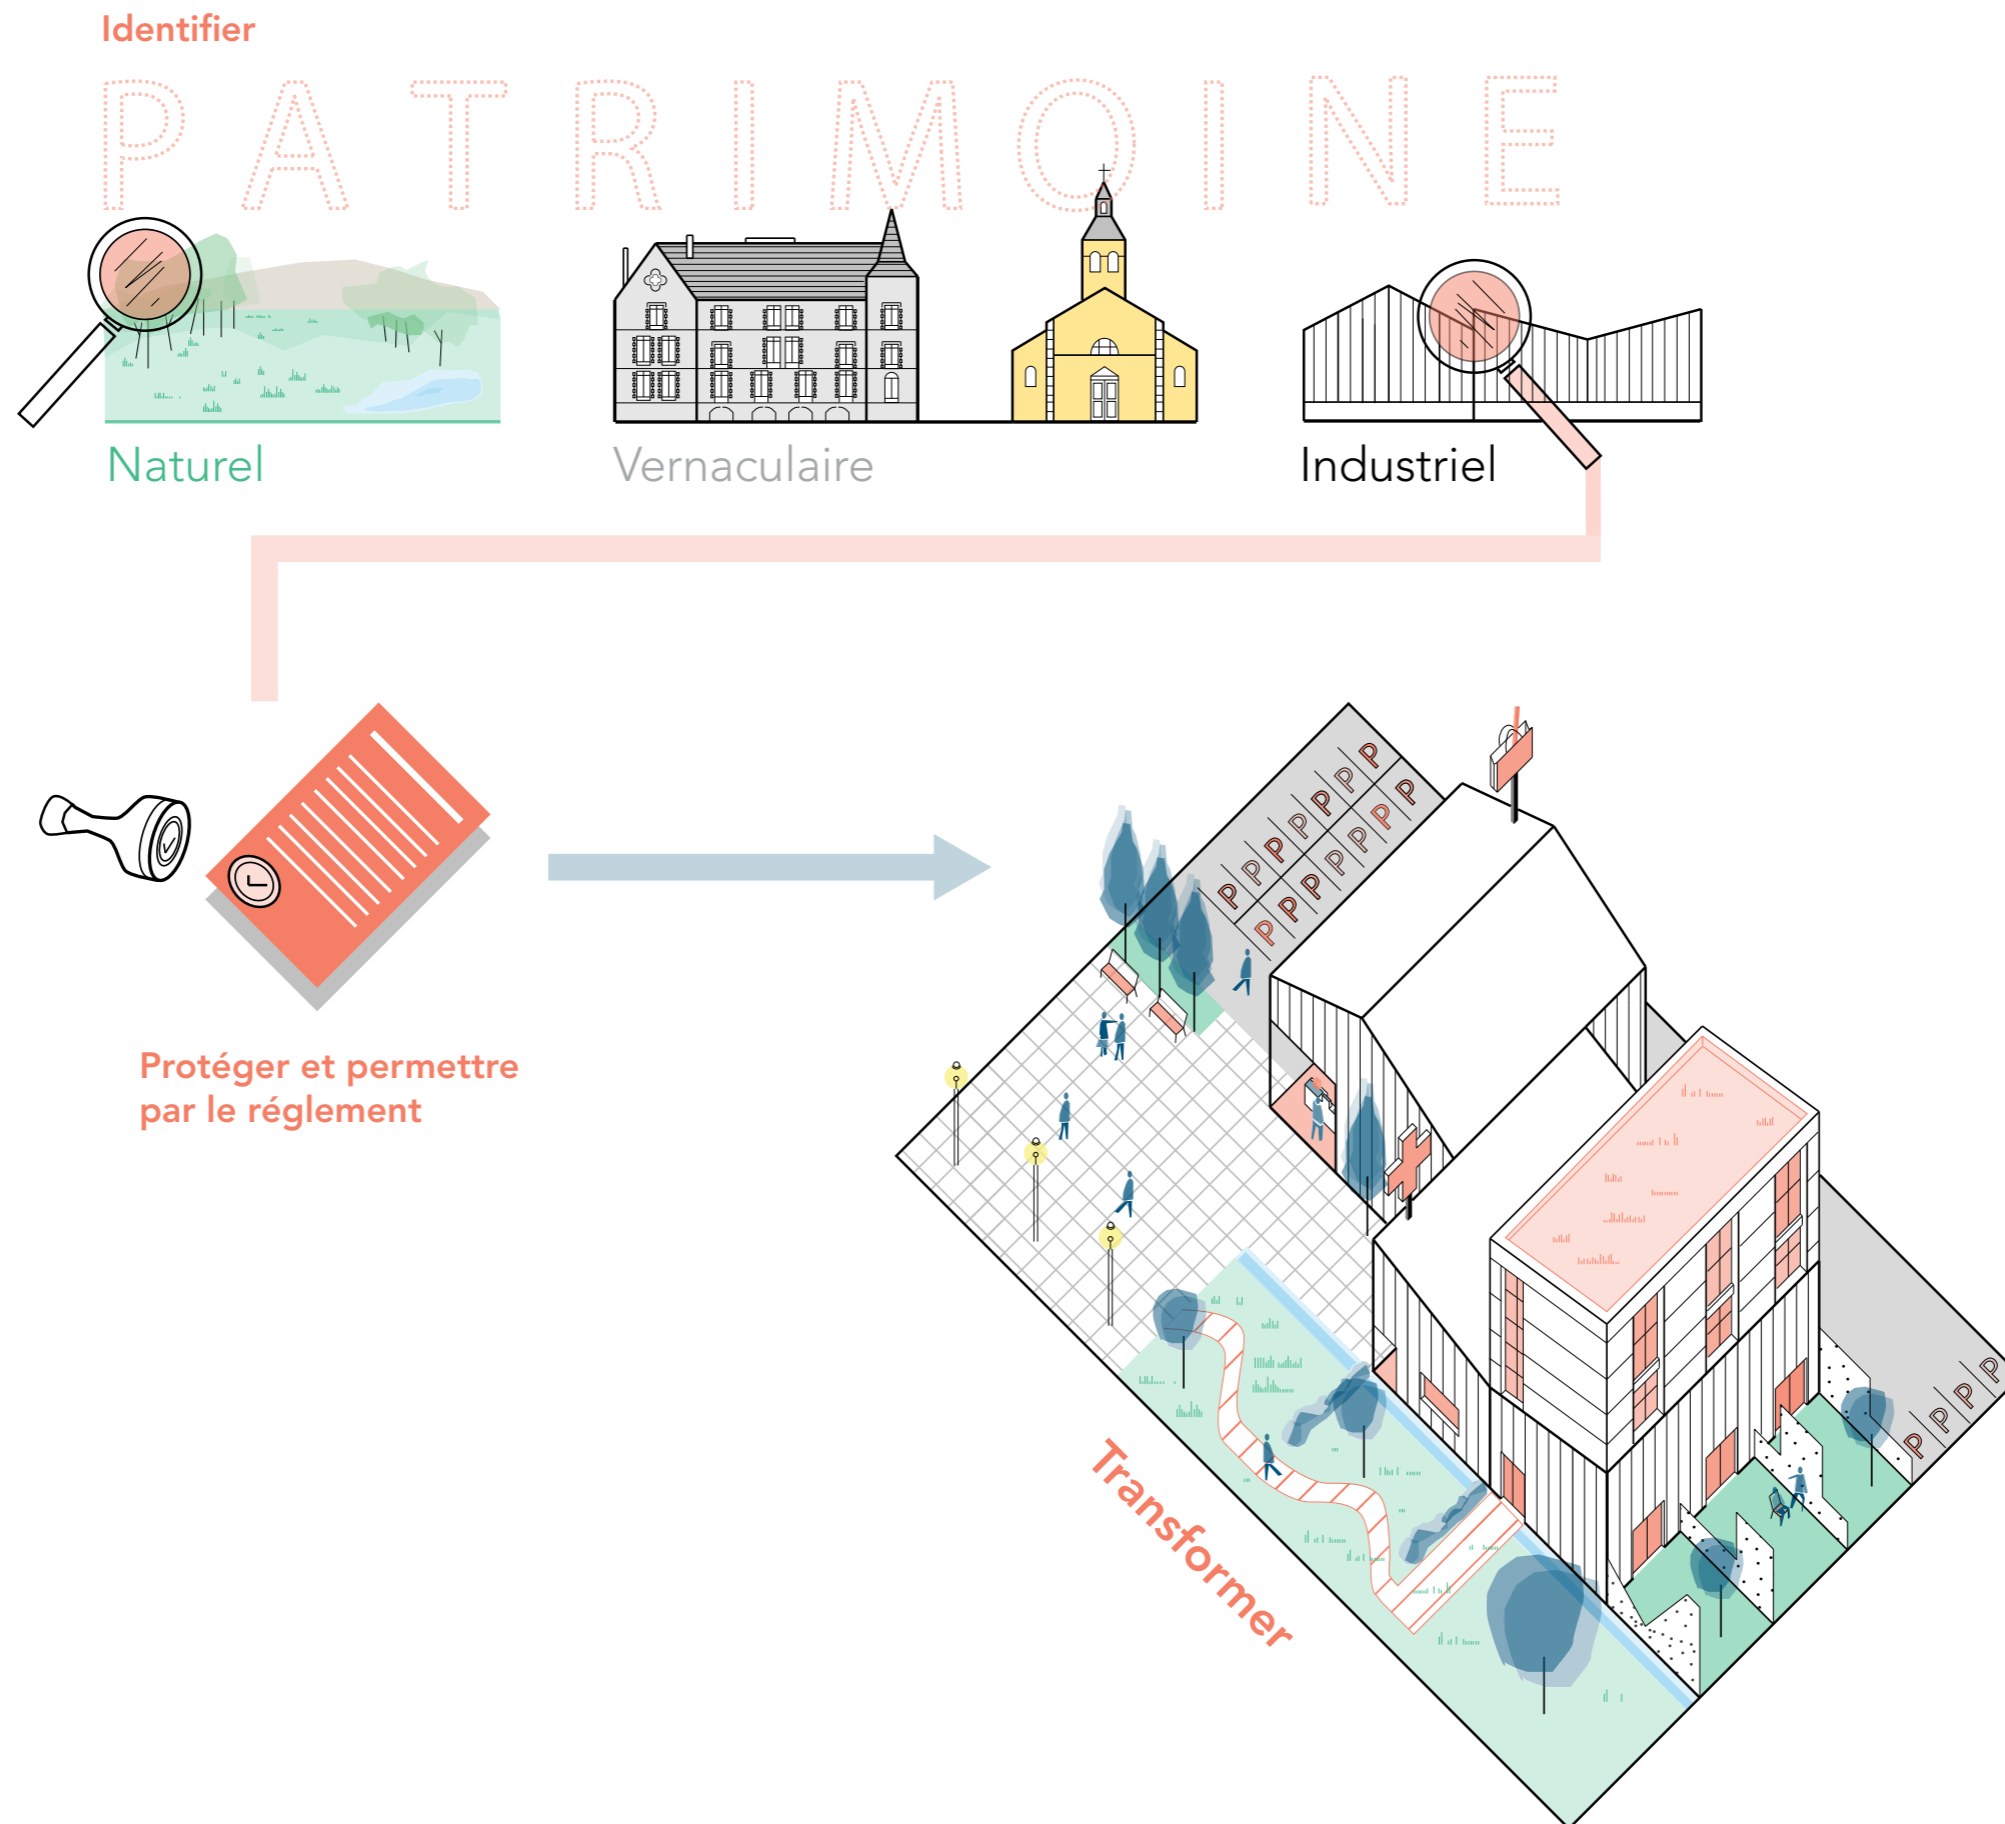 Identifier
PATRIMOINE
Naturel
Vernaculaire
Industriel
Protéger et permettre
par le réglement
P P P P P P
P P P P P
Transformer
P P P P